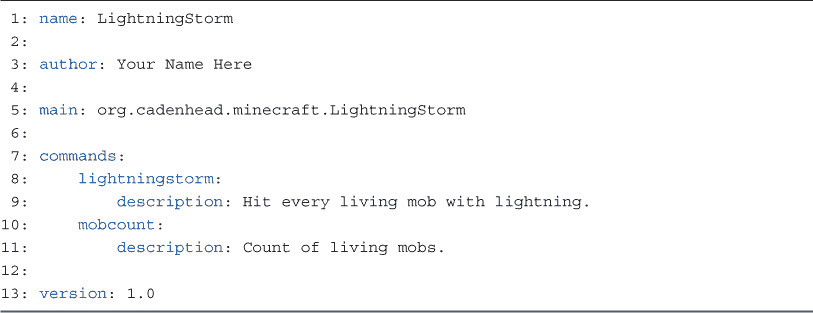 1: name: LightningStorm
2:
3: author: Your Name Here
4:
5: main: org.cadenhead.minecraft.LightningStorm
6:
7: commands:
8:     lightningstorm:
9:         description: Hit every living mob with lightning.
10:     mobcount:
11:         description: Count of living mobs.
12:
13: version: 1.0